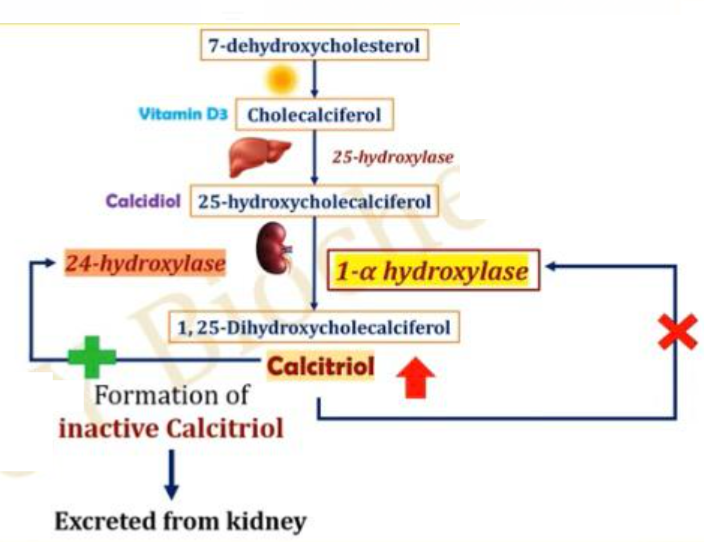 7-dehydroxycholesterol
Vitamin D3 Cholecalciferol
25-hydroxylase
Calcidiol 25-hydroxycholecalciferol
24-hydroxylase
1-α hydroxylase
1, 25-Dihydroxycholecalciferol
Calcitriol
Formation of
inactive Calcitriol
Excreted from kidney